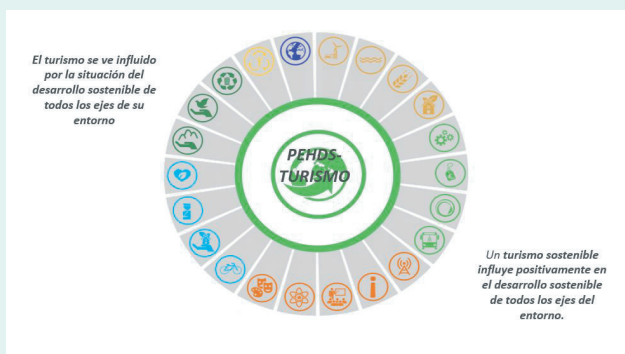 El turismo se ve influido
por la situación del
desarrollo sostenible de
todos los ejes de su
entorno
PEHDS-
TURISMO
Un turismo sostenible
influye positivamente en
el desarrollo sostenible
de todos los ejes del
entorno.